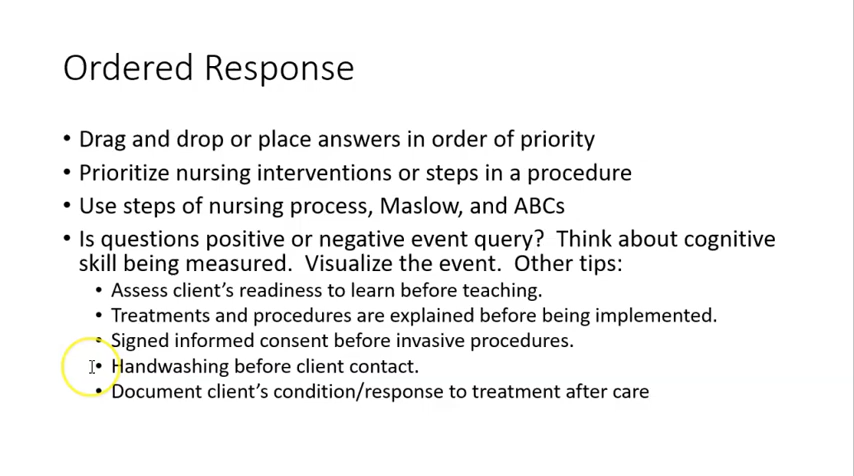 Ordered Response
• Drag and drop or place answers in order of priority
• Prioritize nursing interventions or steps in a procedure
• Use steps of nursing process, Maslow, and ABCs
• Is questions positive or negative event query?  Think about cognitive
skill being measured.  Visualize the event.  Other tips:
• Assess client's readiness to learn before teaching.
• Treatments and procedures are explained before being implemented.
• Signed informed consent before invasive procedures.
• Handwashing before client contact.
• Document client's condition/response to treatment after care